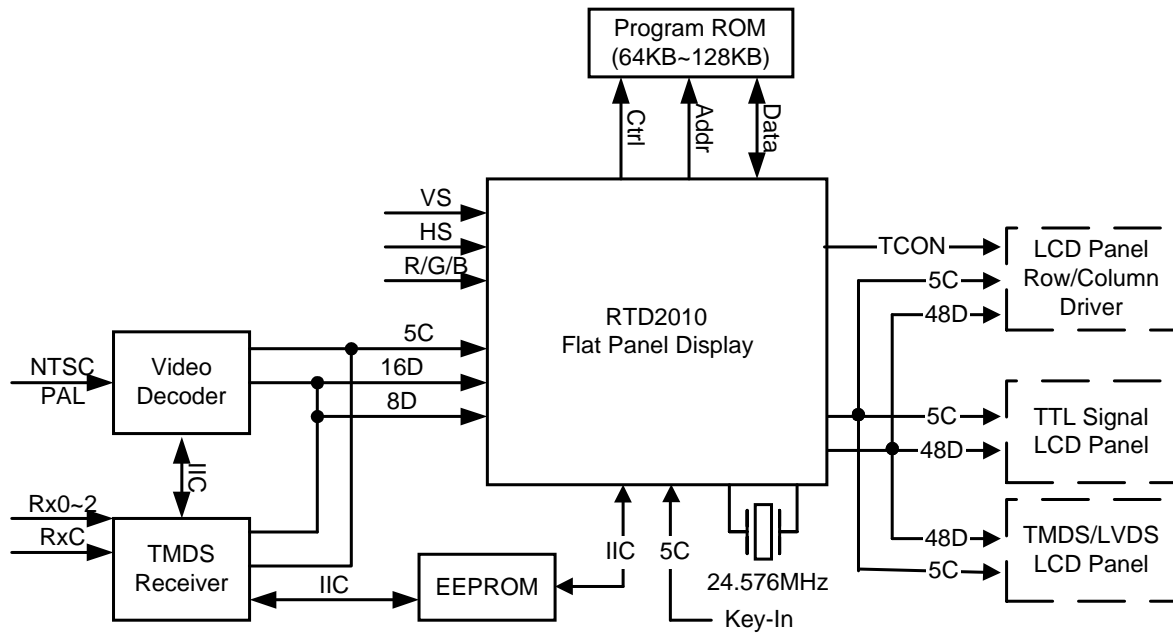 Program ROM
(64KB~128KB)
Ctrl
Addr
Data
VS
HS
R/G/B
RTD2010
Flat Panel Display
TCON
LCD Panel
Row/Column
Driver
5C
48D
NTSC
PAL
Video
Decoder
5C
16D
8D
5C
48D
TTL Signal
LCD Panel
IIC
Rx0~2
RxC
TMDS
Receiver
IIC
EEPROM
IIC
5C
24.576MHz
Key-In
48D
5C
TMDS/LVDS
LCD Panel